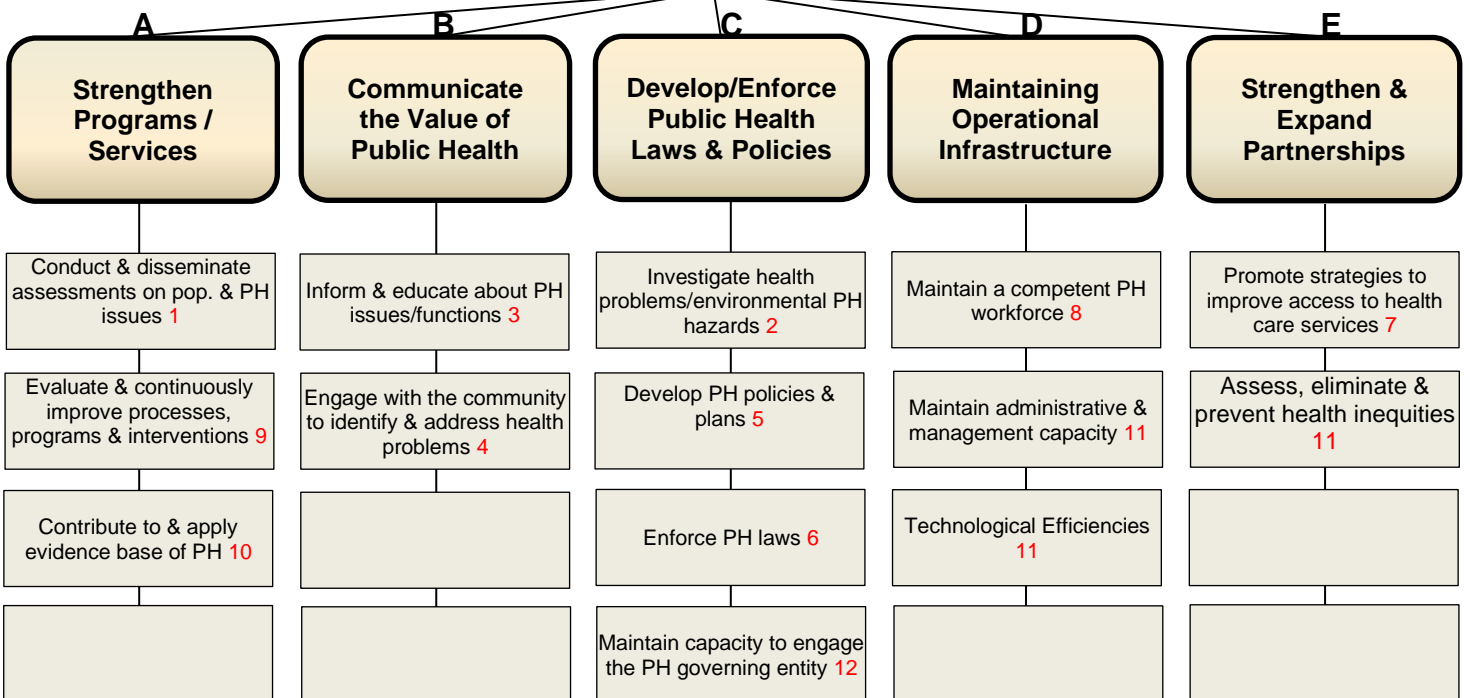 A
B
C
D
E
Strengthen
Programs /
Services
Communicate
the Value of
Public Health
Develop/Enforce
Public Health
Laws & Policies
Maintaining
Operational
Infrastructure
Strengthen &
Expand
Partnerships
Conduct & disseminate
assessments on pop. & PH
issues 1
Inform & educate about PH
issues/functions 3
Investigate health
problems/environmental PH
hazards 2
Maintain a competent PH
workforce 8
Promote strategies to
improve access to health
care services 7
Evaluate & continuously
improve processes,
programs & interventions 9
Engage with the community
to identify & address health
problems 4
Develop PH policies &
plans 5
Maintain administrative &
management capacity 11
Assess, eliminate &
prevent health inequities
11
Contribute to & apply
evidence base of PH 10
Enforce PH laws 6
Technological Efficiencies
11
Maintain capacity to engage
the PH governing entity 12